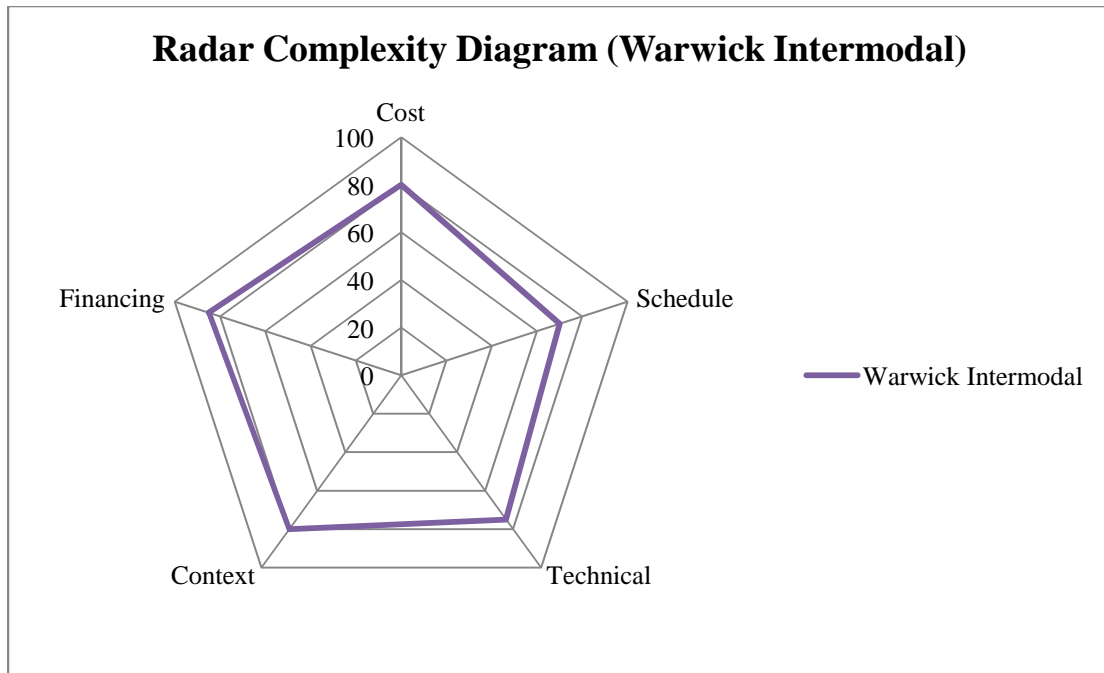 Radar Complexity Diagram (Warwick Intermodal)
Cost
100
80
60
40
20
0
Schedule
Technical
Context
Financing
Warwick Intermodal